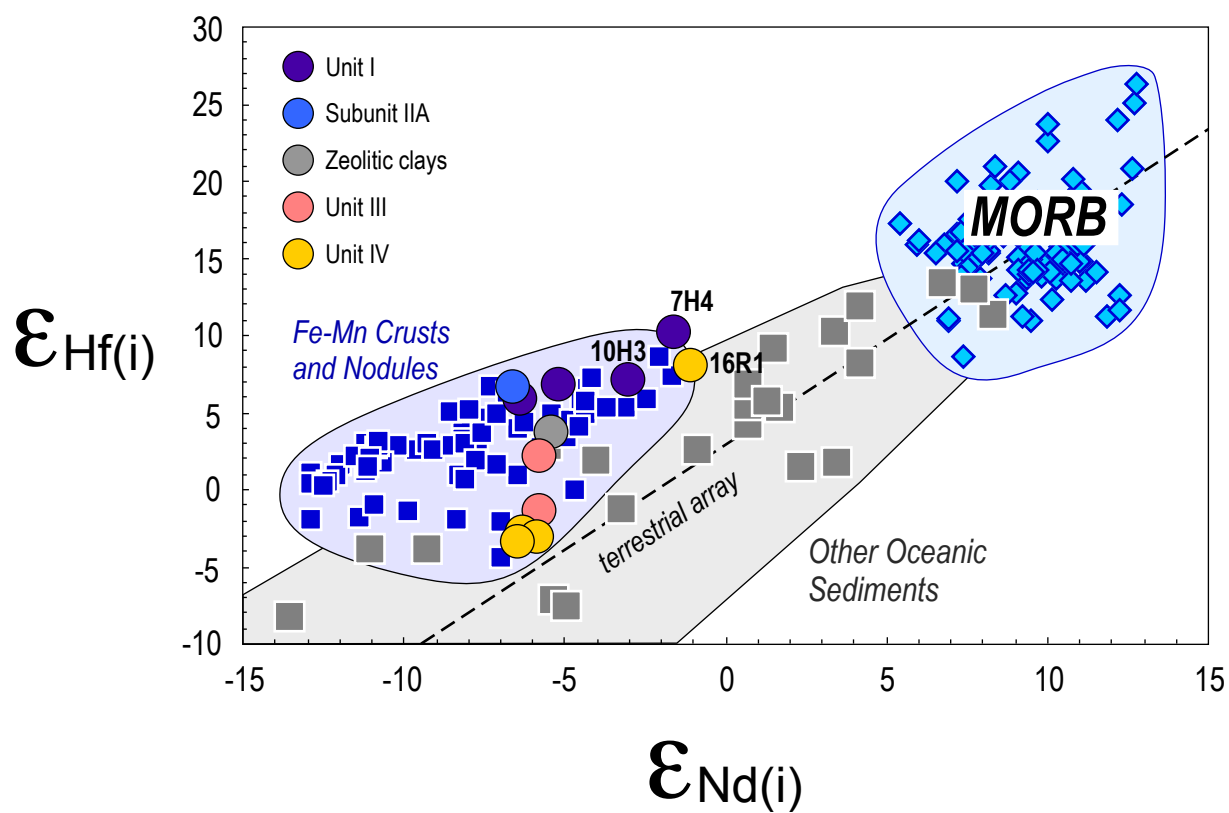 30
25
20
15
10
5
0
-5
-10
-15
-10
-5
0
5
10
15
εHf(i)
εNd(i)
Unit I
Subunit IIA
Zeolitic clays
Unit III
Unit IV
Fe-Mn Crusts
and Nodules
7H4
10H3
16R1
MORB
terrestrial array
Other Oceanic
Sediments